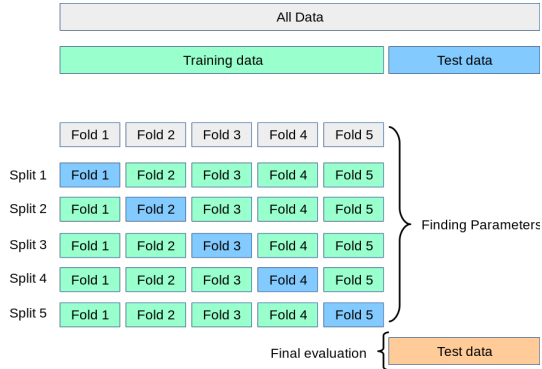 All Data
Training data Test data
Fold 1 Fold 2 Fold 3 Fold 4 Fold 5
Split 1 Fold 1 Fold 2 Fold 3 Fold 4 Fold 5
Split 2 Fold 1 Fold 2 Fold 3 Fold 4 Fold 5
Finding Parameters
Split 3 Fold 1 Fold 2 Fold 3 Fold 4 Fold 5
Split 4 Fold 1 Fold 2 Fold 3 Fold 4 Fold 5
Split 5 Fold 1 Fold 2 Fold 3 Fold 4 Fold 5
Final evaluation Test data